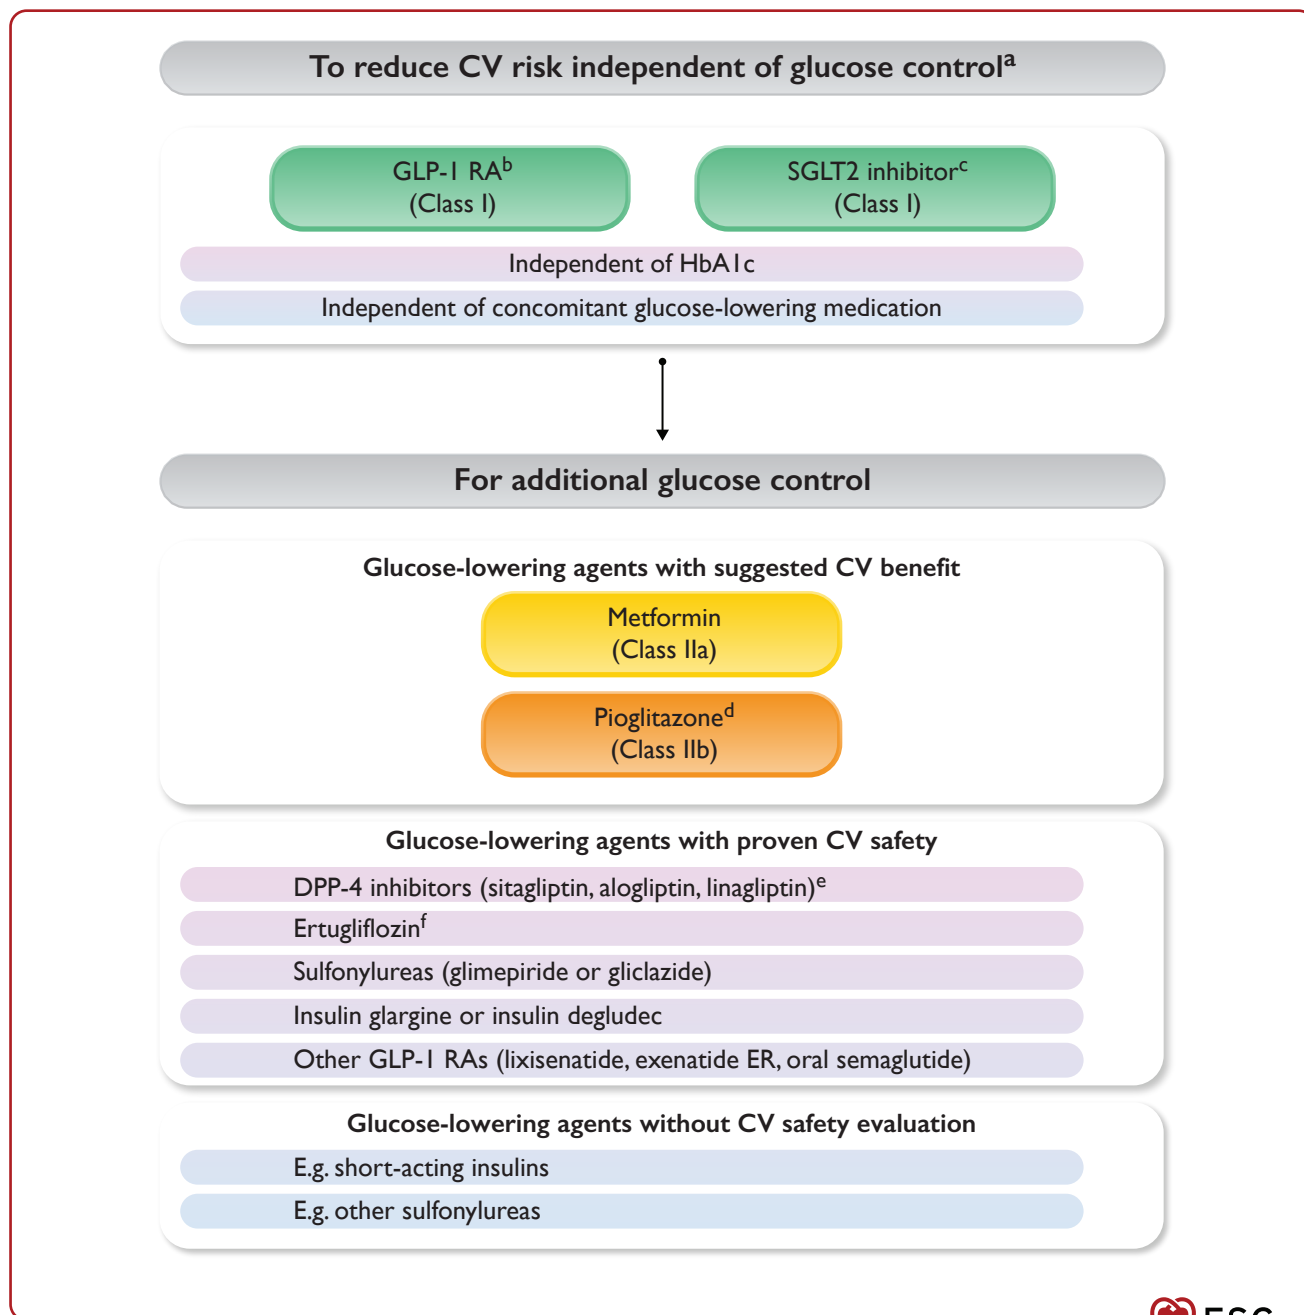 To reduce CV risk independent of glucose controlᵃ
GLP-1 RAᵇ
(Class I)
SGLT2 inhibitorᶜ
(Class I)
Independent of HbA1c
Independent of concomitant glucose-lowering medication
For additional glucose control
Glucose-lowering agents with suggested CV benefit
Metformin
(Class IIa)
Pioglitazoneᵈ
(Class IIb)
Glucose-lowering agents with proven CV safety
DPP-4 inhibitors (sitagliptin, alogliptin, linagliptin)ᵉ
Ertugliflozinᶠ
Sulfonylureas (glimepiride or gliclazide)
Insulin glargine or insulin degludec
Other GLP-1 RAs (lixisenatide, exenatide ER, oral semaglutide)
Glucose-lowering agents without CV safety evaluation
E.g. short-acting insulins
E.g. other sulfonylureas
ESC